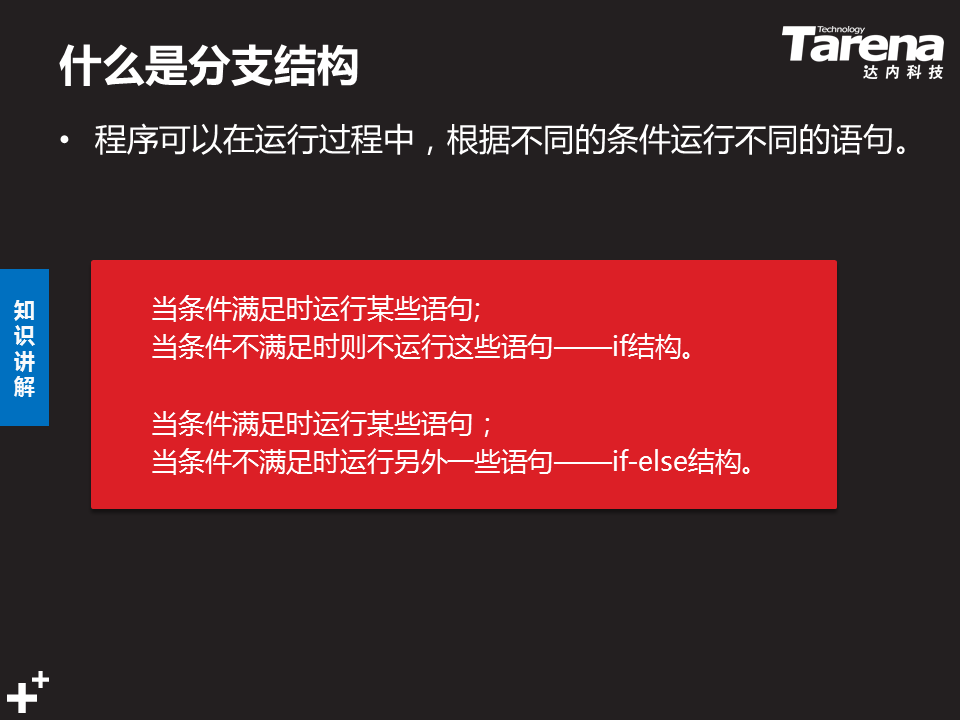 Technology
Tarena
达内科技
什么是分支结构
• 程序可以在运行过程中，根据不同的条件运行不同的语句。
知识讲解
当条件满足时运行某些语句;
当条件不满足时则不运行这些语句——if结构。
当条件满足时运行某些语句；
当条件不满足时运行另外一些语句——if-else结构。